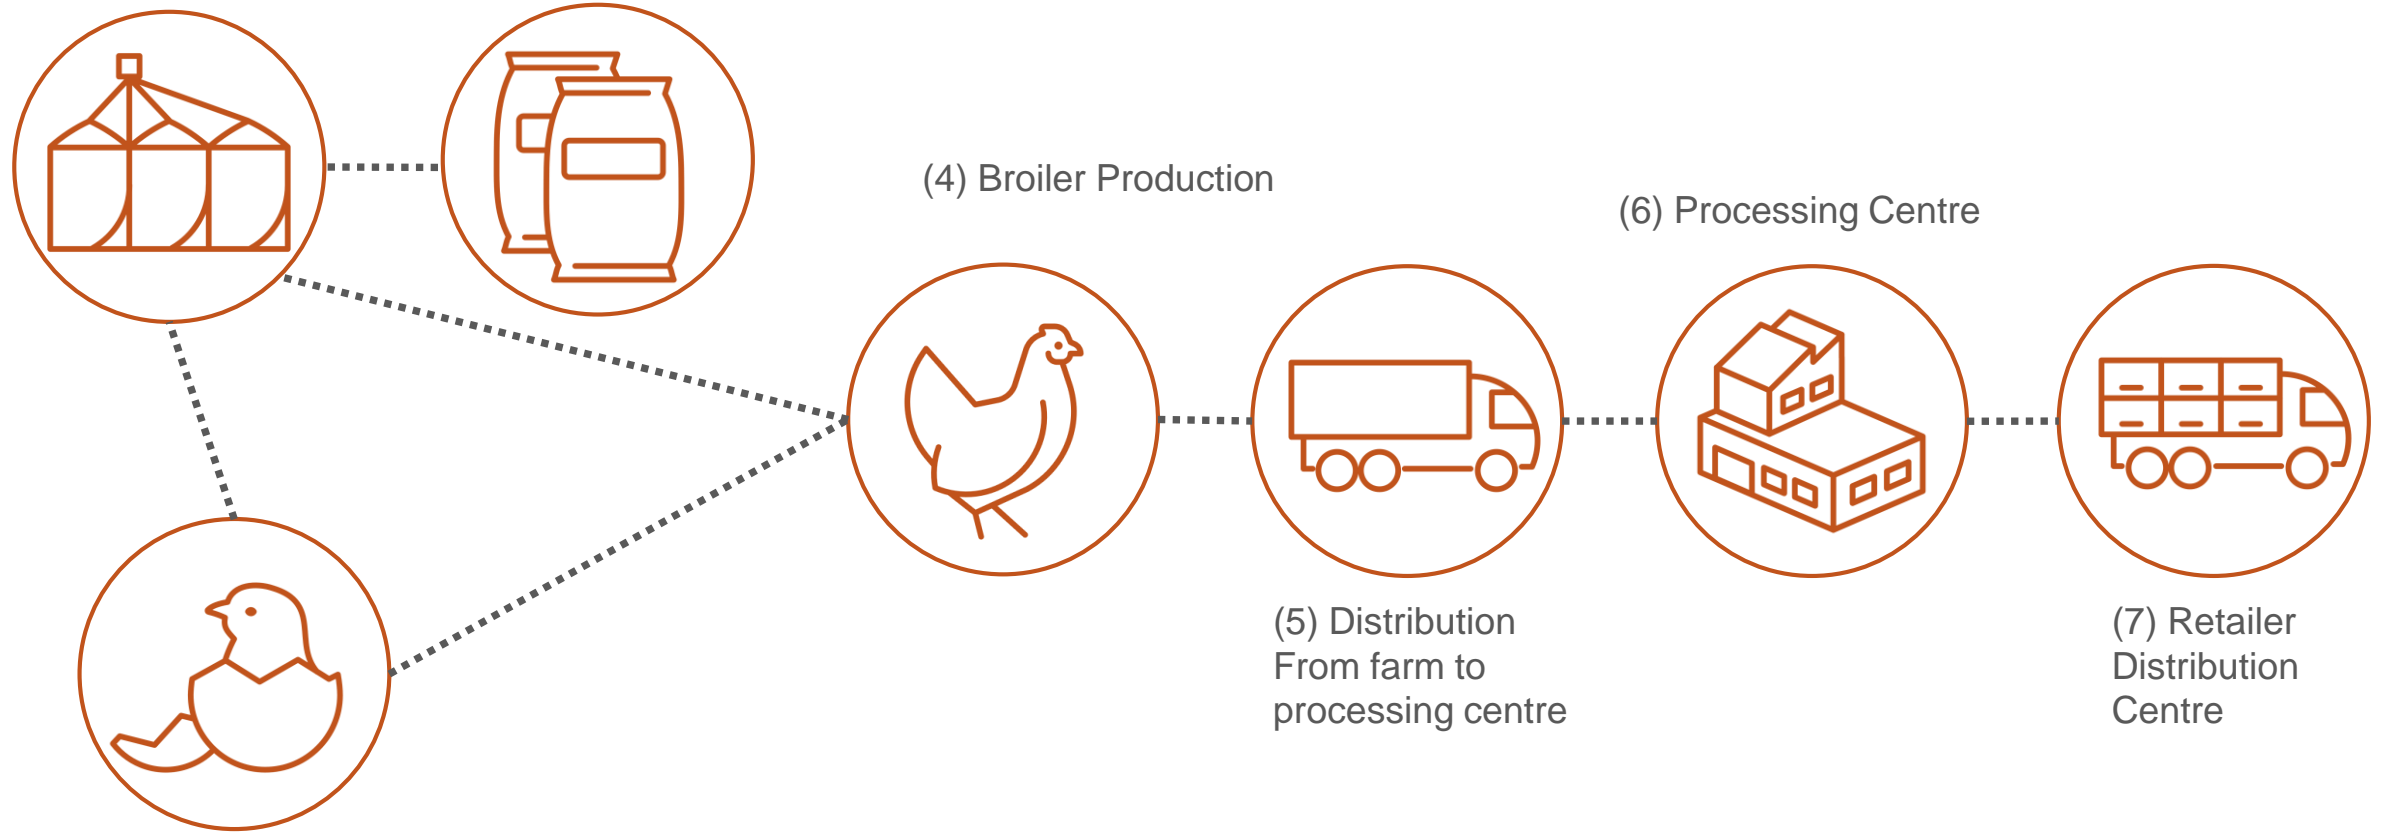 (4) Broiler Production
(6) Processing Centre
(5) Distribution
From farm to
processing centre
(7) Retailer
Distribution
Centre